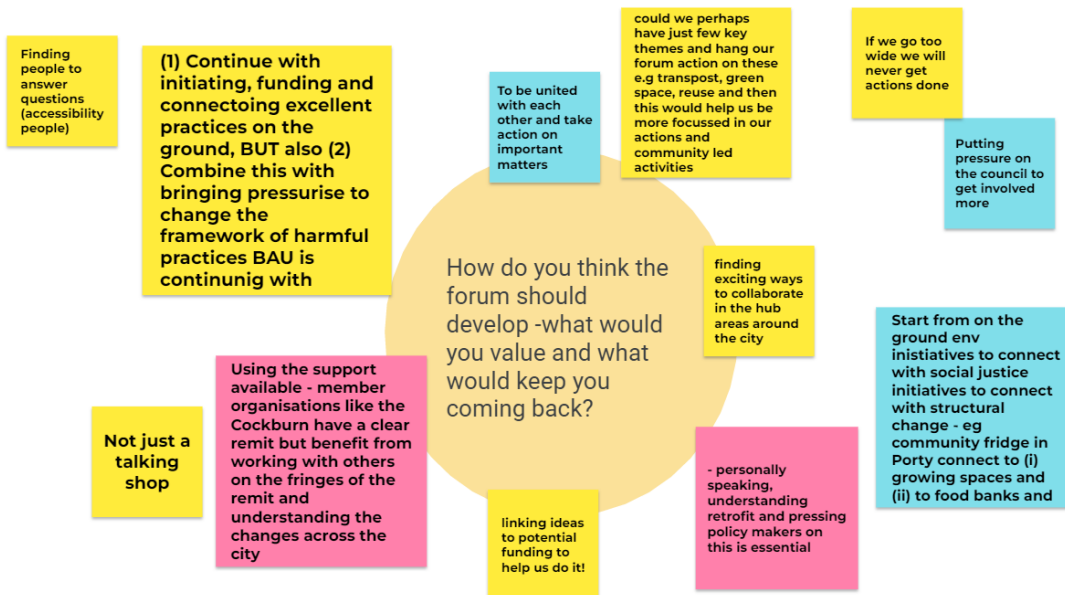 Finding
people to
answer
questions
(accessibility
people)
(1) Continue with
initiating, funding and
connectoing excellent
practices on the
ground, BUT also (2)
Combine this with
bringing pressurise to
change the
framework of harmful
practices BAU is
continunig with
To be united
with each
other and take
action on
important
matters
could we perhaps
have just few key
themes and hang our
forum action on these
e.g transpost, green
space, reuse and then
this would help us be
more focussed in our
actions and
community led
activities
If we go too
wide we will
never get
actions done
Putting
pressure on
the council to
get involved
more
How do you think the
forum should
develop -what would
you value and what
would keep you
coming back?
finding
exciting ways
to collaborate
in the hub
areas around
the city
Start from on the
ground env
inistiatives to connect
with social justice
initiatives to connect
with structural
change - eg
community fridge in
Porty connect to (i)
growing spaces and
(ii) to food banks and
Not just a
talking
shop
Using the support
available - member
organisations like the
Cockburn have a clear
remit but benefit from
working with others
on the fringes of the
remit and
understanding the
changes across the
city
linking ideas
to potential
funding to
help us do it!
- personally
speaking,
understanding
retrofit and pressing
policy makers on
this is essential